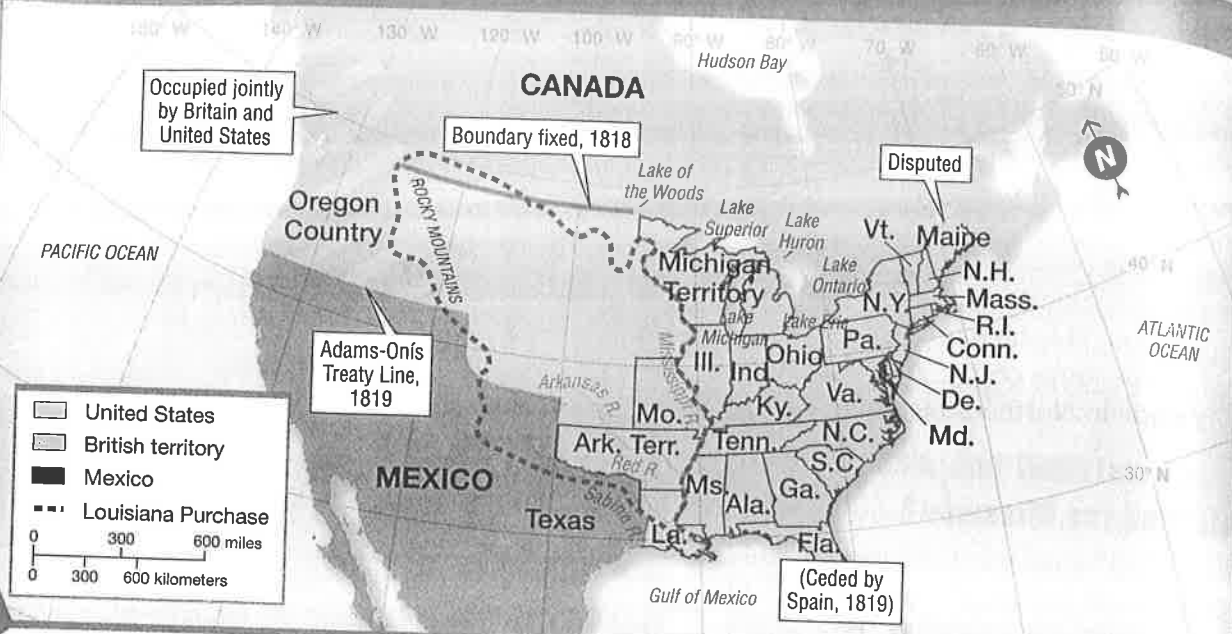 160° W
140° W
130° W
120° W
100° W
90° W
80° W
70° W
60° W
50° W
Hudson Bay
50° N
CANADA
Occupied jointly
by Britain and
United States
Boundary fixed, 1818
N
Disputed
Lake of
the Woods
Oregon
Country
ROCKY MOUNTAINS
Lake
Superior
Lake
Huron
Vt.
Maine
PACIFIC OCEAN
Michigan
Territory
Lake
Ontario
40° N
N.H.
N.Y.
Mass.
Lake
Michigan
Lake Erie
R.I.
ATLANTIC
OCEAN
Adams-Onís
Treaty Line,
1819
Mississippi R.
Ill.
Ind.
Ohio
Pa.
Conn.
N.J.
Arkansas R.
Va.
De.
Mo.
Ky.
Md.
United States
British territory
Mexico
Louisiana Purchase
0 300 600 miles
0 300 600 kilometers
Ark. Terr.
Tenn.
N.C.
Red R.
S.C.
30° N
MEXICO
Ms.
Ala.
Ga.
Sabine R.
Texas
La.
Fla.
(Ceded by
Spain, 1819)
Gulf of Mexico